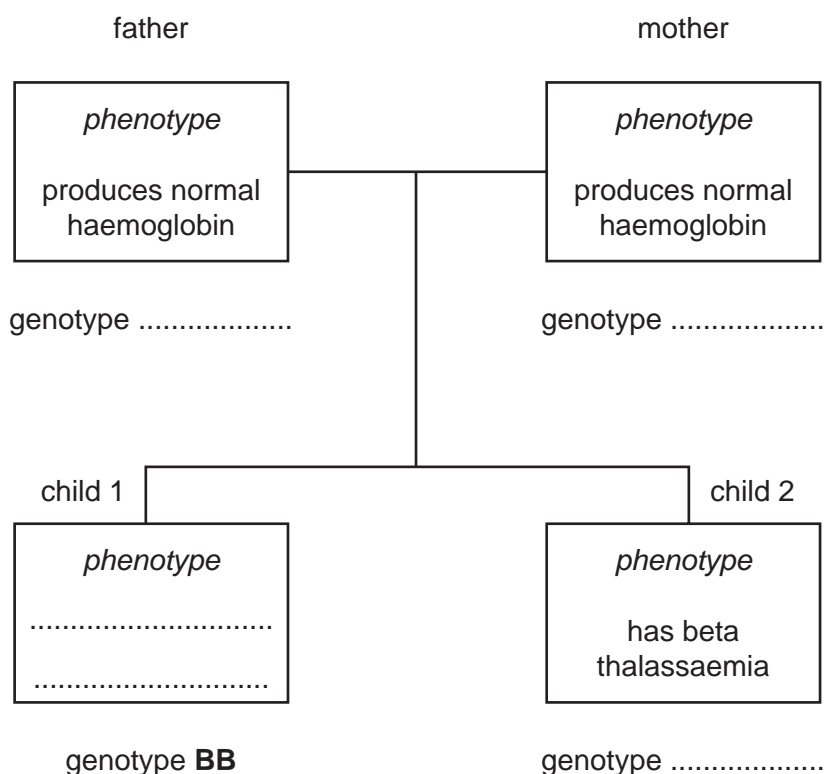 father
mother
phenotype
produces normal
haemoglobin
phenotype
produces normal
haemoglobin
genotype ...................
genotype ...................
child 1
child 2
phenotype
..............................
.............................
phenotype
has beta
thalassaemia
genotype BB
genotype ...................